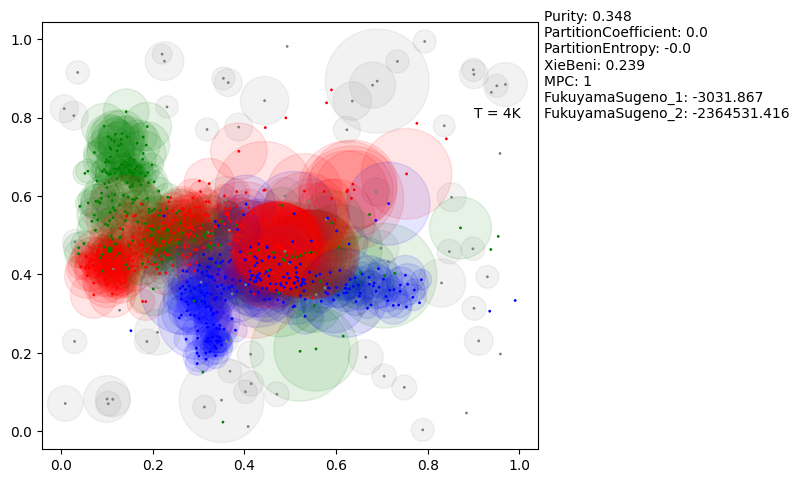 Purity: 0.348
PartitionCoefficient: 0.0
PartitionEntropy: -0.0
XieBeni: 0.239
MPC: 1
FukuyamaSugeno_1: -3031.867
FukuyamaSugeno_2: -2364531.416
T = 4K
1.0
0.8
0.6
0.4
0.2
0.0
0.0 0.2 0.4 0.6 0.8 1.0